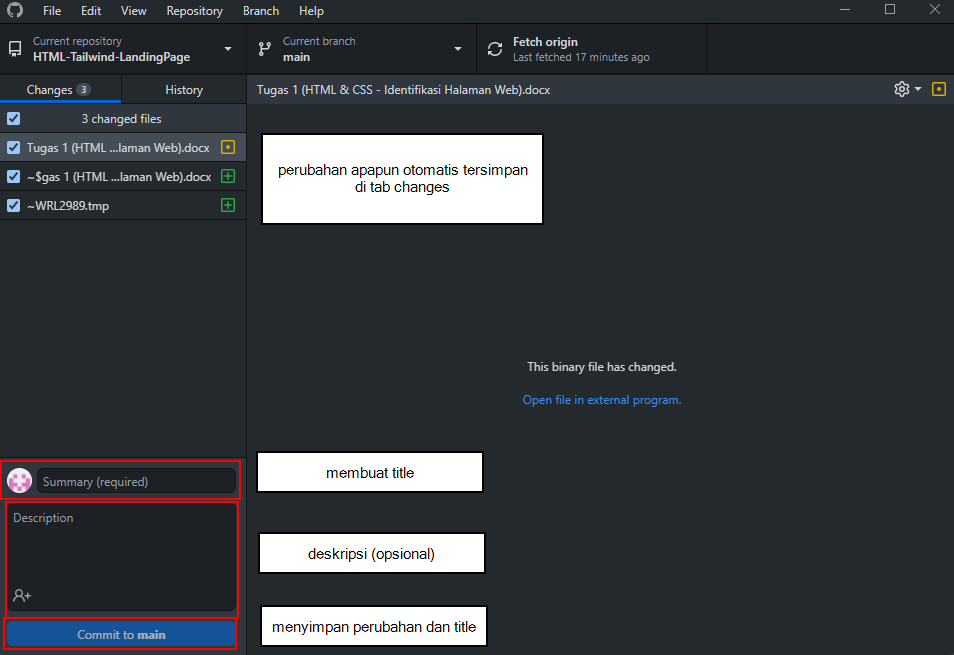 File Edit View Repository Branch Help
Current repository
HTML-Tailwind-LandingPage
Current branch
main
Fetch origin
Last fetched 17 minutes ago
Changes 3 History
Tugas 1 (HTML & CSS - Identifikasi Halaman Web).docx
3 changed files
Tugas 1 (HTML ...laman Web).docx
~$gas 1 (HTML ...laman Web).docx
~WRL2989.tmp
perubahan apapun otomatis tersimpan
di tab changes
This binary file has changed.
Open file in external program.
Summary (required)
membuat title
Description
deskripsi (opsional)
Commit to main
menyimpan perubahan dan title